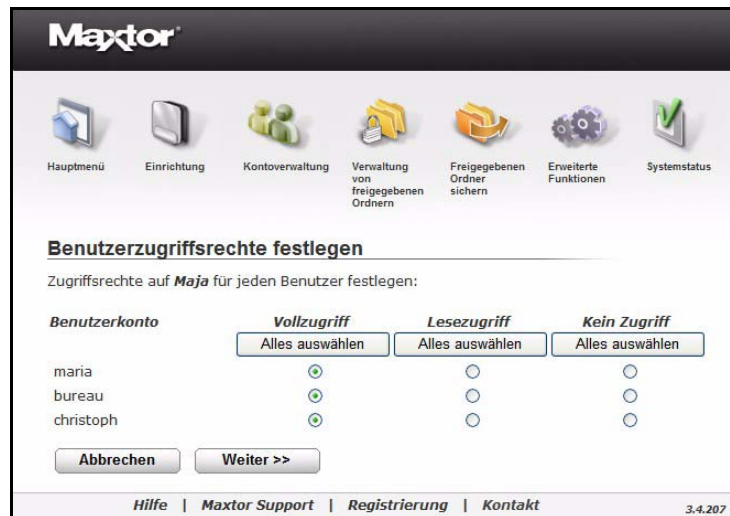 Maxtor
Hauptmenü
Einrichtung
Kontoverwaltung
Verwaltung
von
freigegebenen
Ordnern
Freigegebenen
Ordner
sichern
Erweiterte
Funktionen
Systemstatus
Benutzerzugriffsrechte festlegen
Zugriffsrechte auf Maja für jeden Benutzer festlegen:
Benutzerkonto Vollzugriff Lesezugriff Kein Zugriff
Alles auswählen Alles auswählen Alles auswählen
maria
bureau
christoph
Abbrechen Weiter >>
Hilfe | Maxtor Support | Registrierung | Kontakt 3.4.207